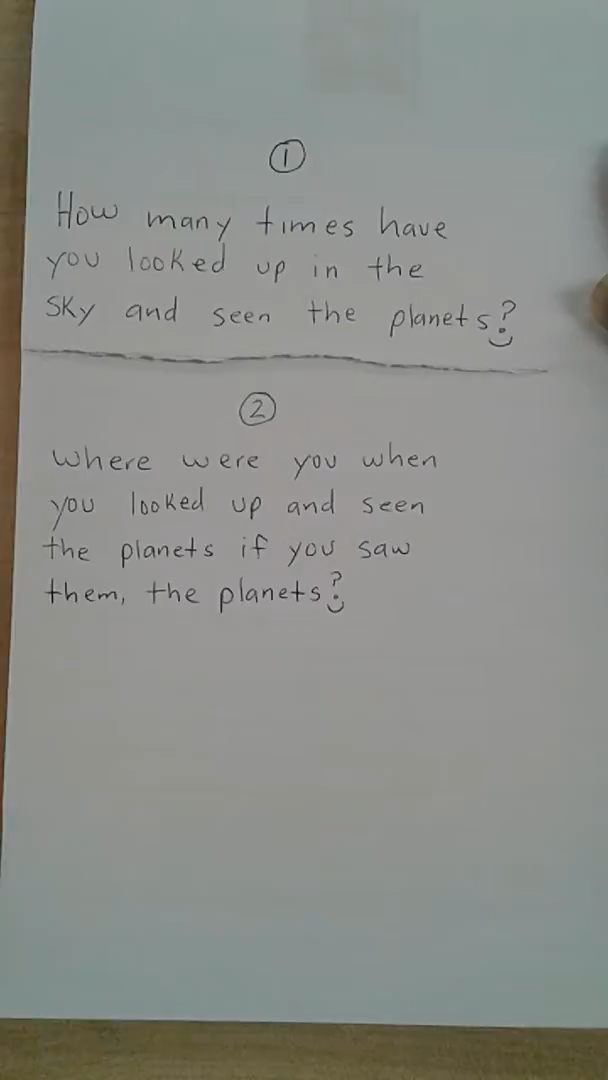 1
How many times have
you looked up in the
sky and seen the planets?
2
Where were you when
you looked up and seen
the planets if you saw
them, the planets?